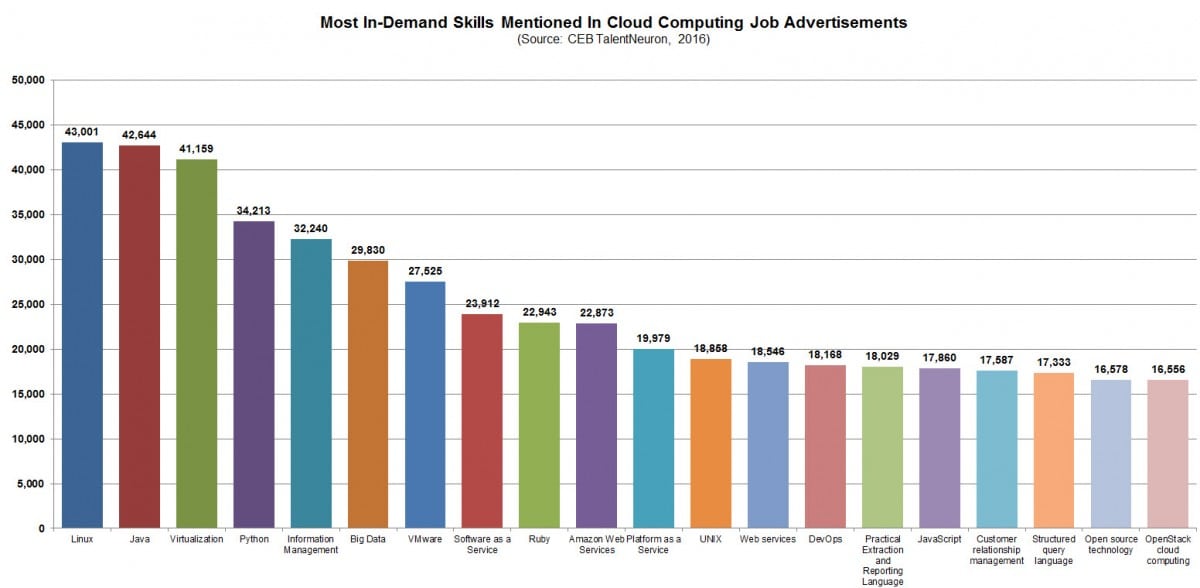 Most In-Demand Skills Mentioned In Cloud Computing Job Advertisements
(Source: CEB TalentNeuron, 2016)
50,000
45,000
40,000
35,000
30,000
25,000
20,000
15,000
10,000
5,000
0
43,001
42,644
41,159
34,213
32,240
29,830
27,525
23,912
22,943
22,873
19,979
18,858
18,546
18,168
18,029
17,860
17,587
17,333
16,578
16,556
Linux
Java
Virtualization
Python
Information
Management
Big Data
VMware
Software as a
Service
Ruby
Amazon Web
Services
Platform as a
Service
UNIX
Web services
DevOps
Practical
Extraction
and
Reporting
Language
JavaScript
Customer
relationship
management
Structured
query
language
Open source
technology
OpenStack
cloud
computing